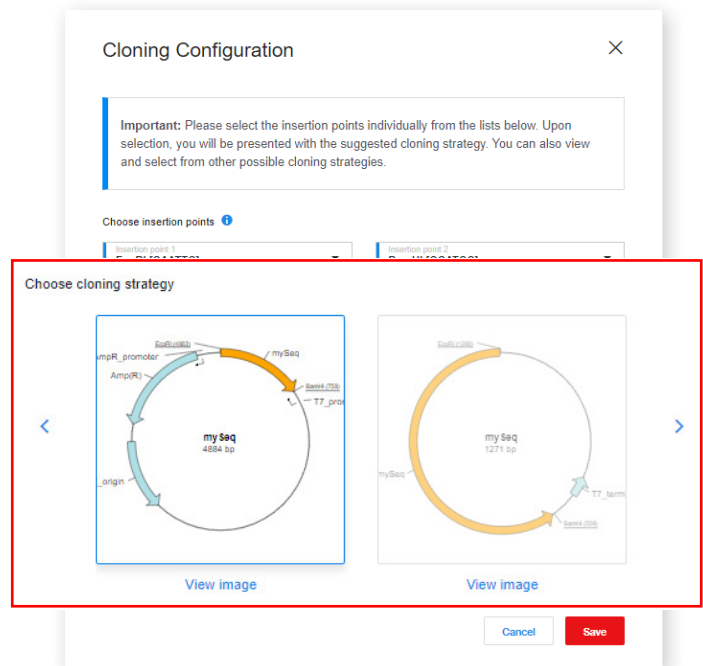 Cloning Configuration
Important: Please select the insertion points individually from the lists below. Upon
selection, you will be presented with the suggested cloning strategy. You can also view
and select from other possible cloning strategies.
Choose insertion points
Insertion point 1
Insertion point 2
Choose cloning strategy
mpR_promoter
Amp(R)
_origin
mySeq
BamHI (753)
T7_pro
mySeq
4884 bp
mySeq
T7_term
mySeq
1271 bp
View image
View image
Cancel
Save